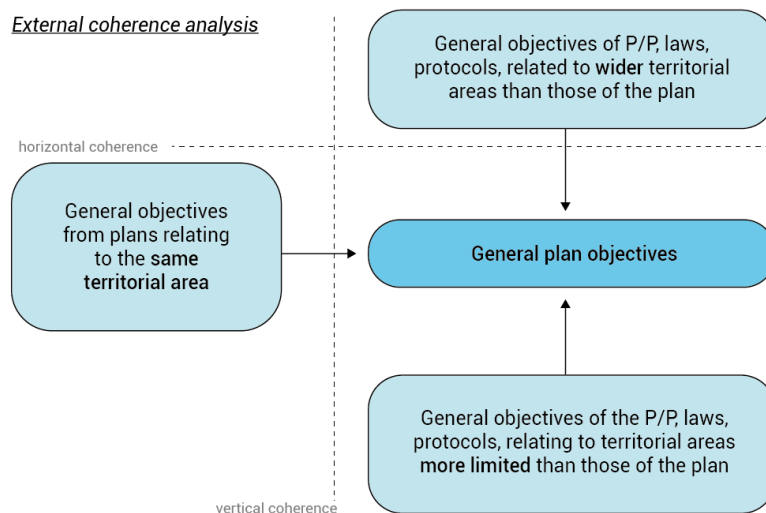 External coherence analysis
General objectives of P/P, laws,
protocols, related to wider territorial
areas than those of the plan
horizontal coherence
General objectives
from plans relating
to the same
territorial area
General plan objectives
General objectives of the P/P, laws,
protocols, relating to territorial areas
more limited than those of the plan
vertical coherence